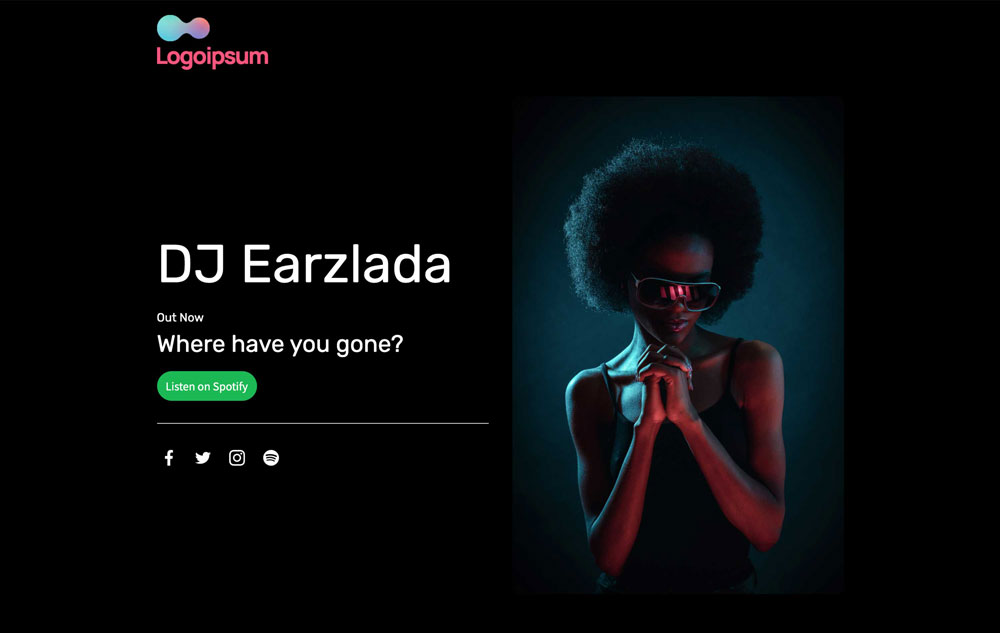 Logoipsum
DJ Earzlada
Out Now
Where have you gone?
Listen on Spotify